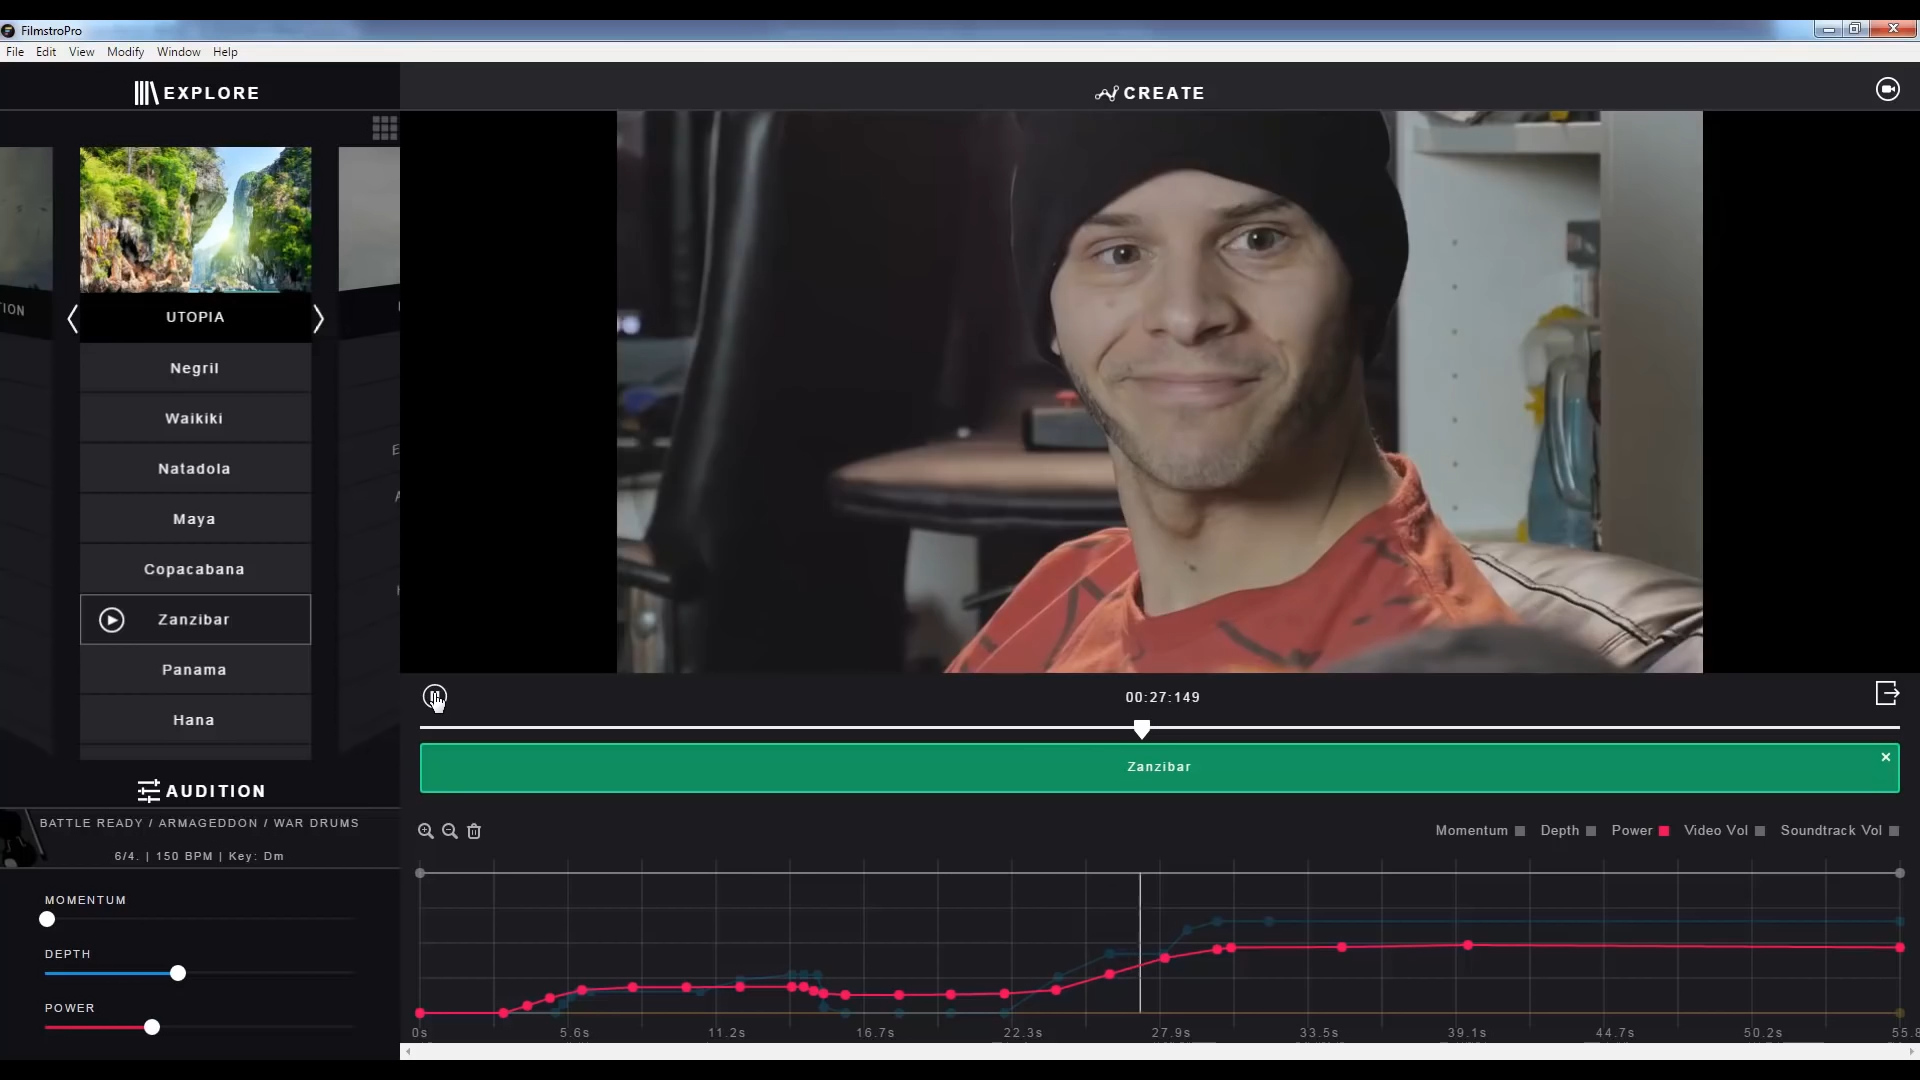 FilmstroPro
File Edit View Modify Window Help
EXPLORE
CREATE
TION
UTOPIA
Negril
Waikiki
Natadola
Maya
Copacabana
Zanzibar
Panama
Hana
00:27:149
Zanzibar
AUDITION
BATTLE READY / ARMAGEDDON / WAR DRUMS
6/4. | 150 BPM | Key: Dm
Momentum Depth Power Video Vol Soundtrack Vol
MOMENTUM
DEPTH
POWER
0s 5.6s 11.2s 16.7s 22.3s 27.9s 33.5s 39.1s 44.7s 50.2s 55.8